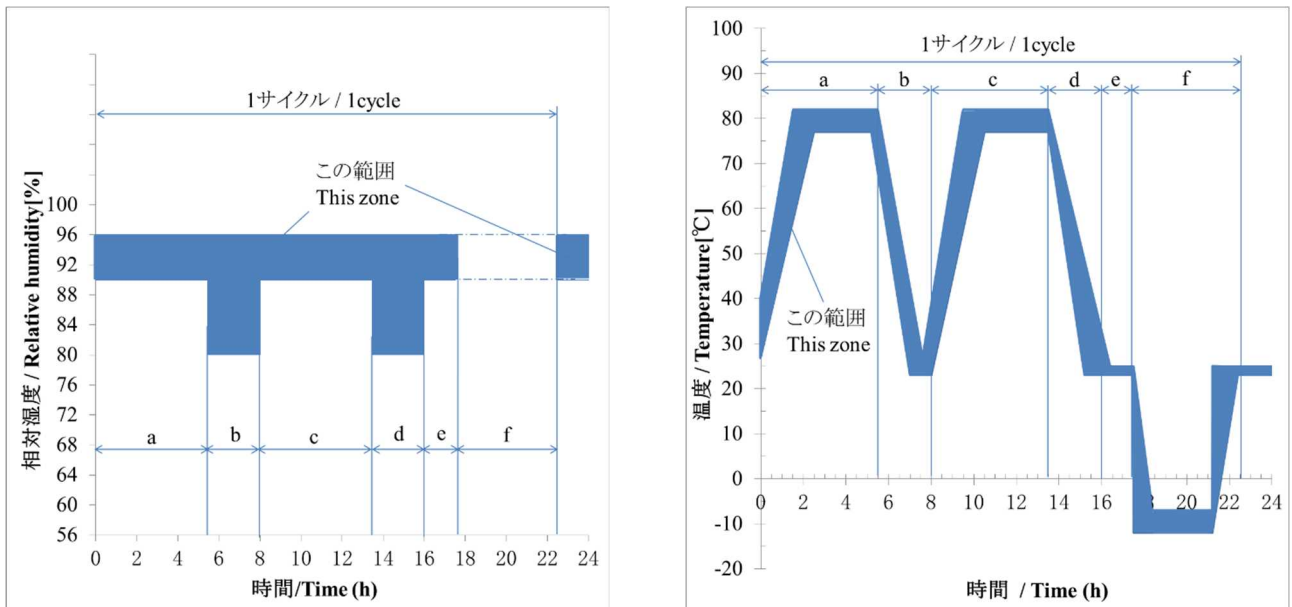 1サイクル / 1cycle
この範囲
This zone
相対湿度 / Relative humidity[%]
100
96
92
88
84
80
76
72
68
64
60
56
a
b
c
d
e
f
0 2 4 6 8 10 12 14 16 18 20 22 24
時間/Time (h)
1サイクル / 1cycle
a
b
c
d
e
f
この範囲
This zone
温度 / Temperature[℃]
100
90
80
70
60
50
40
30
20
10
0
-10
-20
0 2 4 6 8 10 12 14 16 18 20 22 24
時間 / Time (h)